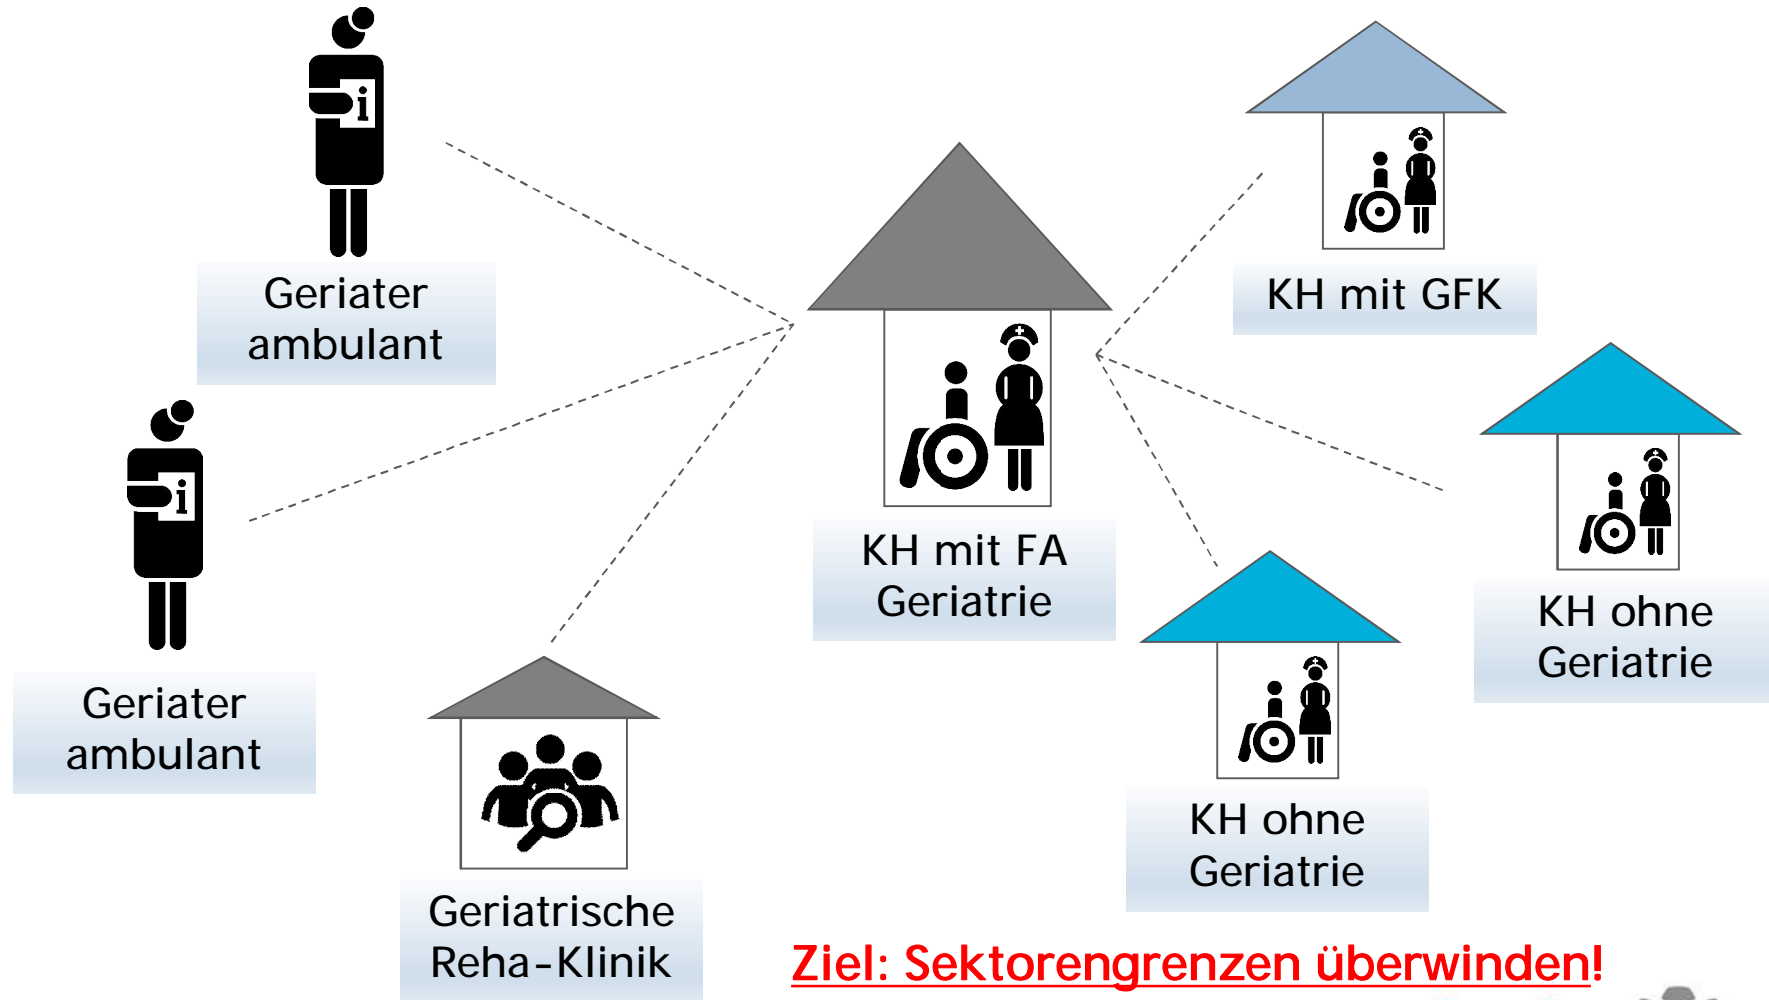 Geriater
ambulant
KH mit GFK
Geriater
ambulant
KH mit FA
Geriatrie
KH ohne
Geriatrie
KH ohne
Geriatrie
Geriatrische
Reha-Klinik
Ziel: Sektorengrenzen überwinden!
i
i